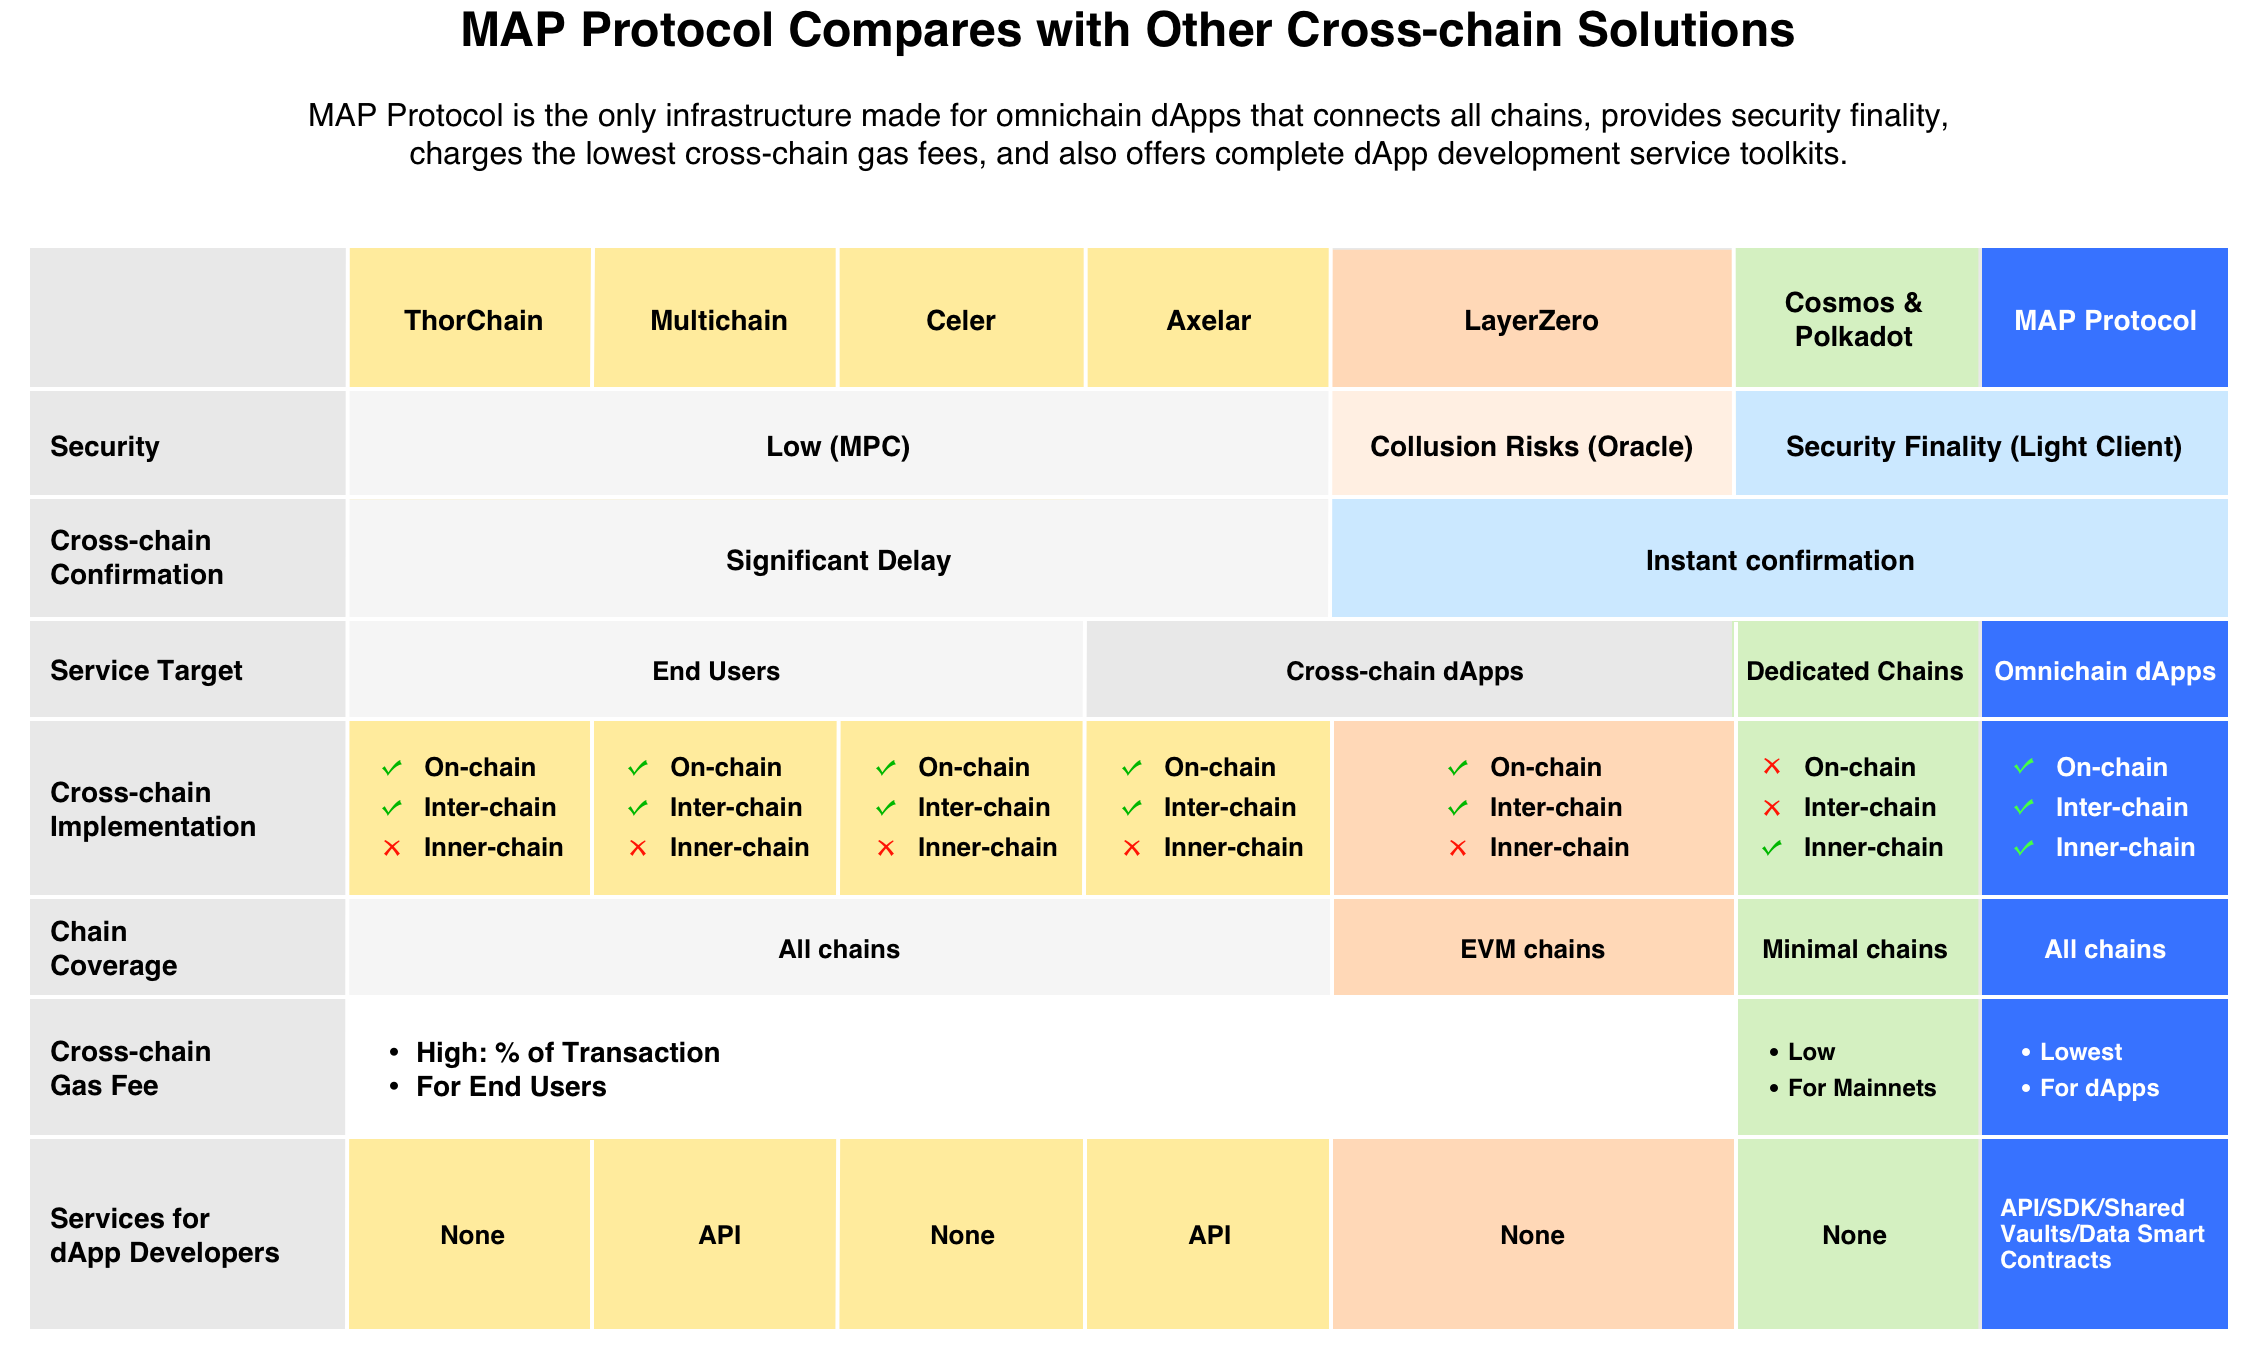 MAP Protocol Compares with Other Cross-chain Solutions
MAP Protocol is the only infrastructure made for omnichain dApps that connects all chains, provides security finality,
charges the lowest cross-chain gas fees, and also offers complete dApp development service toolkits.
ThorChain
Multichain
Celer
Axelar
LayerZero
Cosmos &
Polkadot
MAP Protocol
Security
Low (MPC)
Collusion Risks (Oracle)
Security Finality (Light Client)
Cross-chain
Confirmation
Significant Delay
Instant confirmation
Service Target
End Users
Cross-chain dApps
Dedicated Chains
Omnichain dApps
Cross-chain
Implementation
✓ On-chain
✓ Inter-chain
✗ Inner-chain
✓ On-chain
✓ Inter-chain
✗ Inner-chain
✓ On-chain
✓ Inter-chain
✗ Inner-chain
✓ On-chain
✓ Inter-chain
✗ Inner-chain
✓ On-chain
✓ Inter-chain
✗ Inner-chain
✗ On-chain
✗ Inter-chain
✓ Inner-chain
✓ On-chain
✓ Inter-chain
✓ Inner-chain
Chain
Coverage
All chains
EVM chains
Minimal chains
All chains
Cross-chain
Gas Fee
• High: % of Transaction
• For End Users
• Low
• For Mainnets
• Lowest
• For dApps
Services for
dApp Developers
None
API
None
API
None
None
API/SDK/Shared
Vaults/Data Smart
Contracts